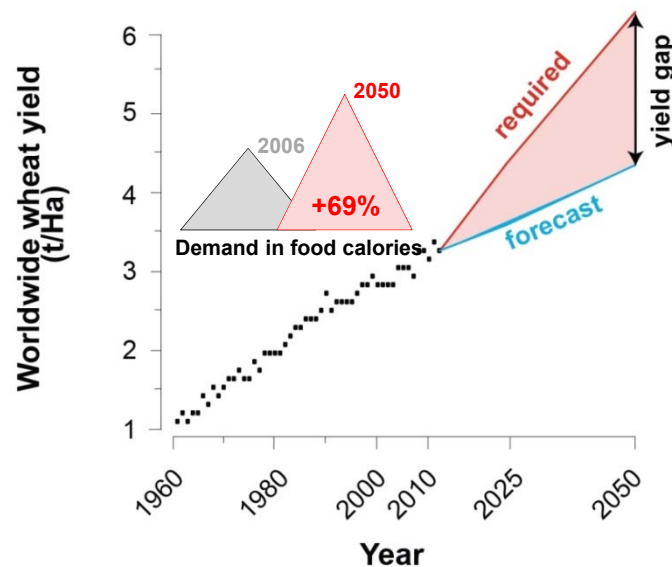 Worldwide wheat yield
(t/Ha)
6
5
4
3
2
1
2050
2006
+69%
Demand in food calories
required
forecast
yield gap
1960
1980
2000
2010
2025
2050
Year